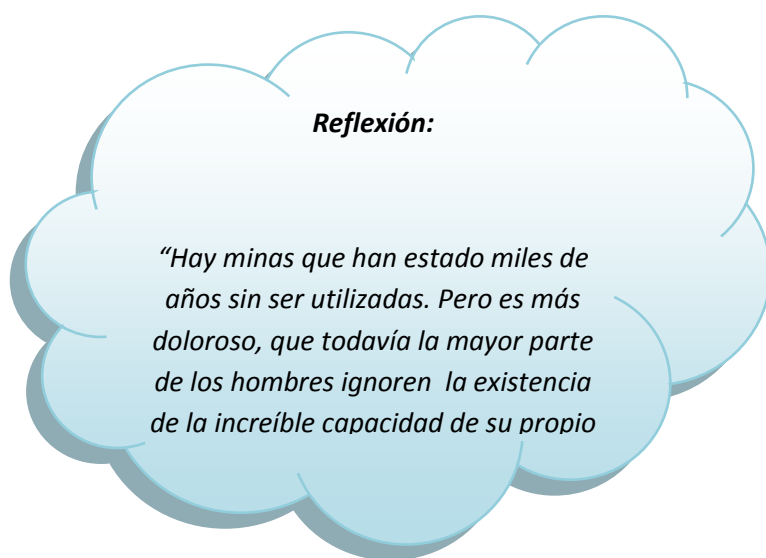 Reflexión:
“Hay minas que han estado miles de
años sin ser utilizadas. Pero es más
doloroso, que todavía la mayor parte
de los hombres ignoren  la existencia
de la increíble capacidad de su propio